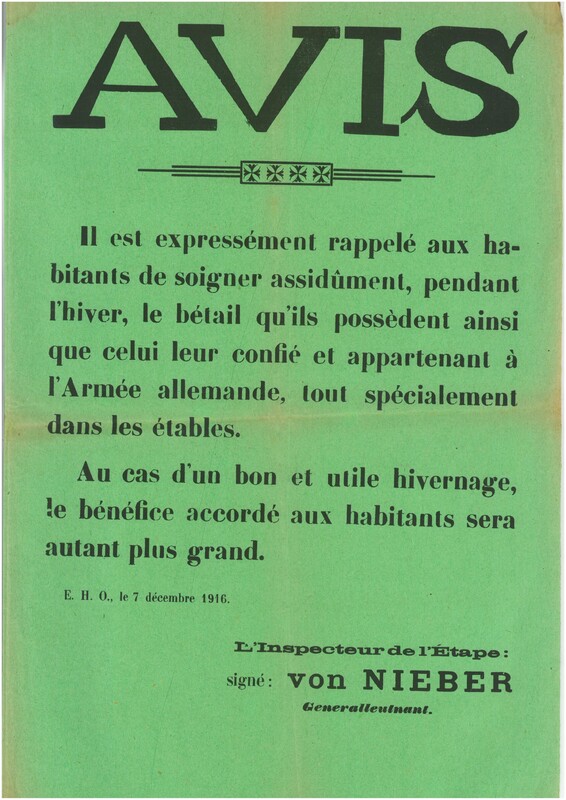 AVIS
Il est expressément rappelé aux ha-
bitants de soigner assidûment, pendant
l'hiver, le bétail qu'ils possèdent ainsi
que celui leur confié et appartenant à
l'Armée allemande, tout spécialement
dans les étables.
Au cas d'un bon et utile hivernage,
le bénéfice accordé aux habitants sera
autant plus grand.
E. H. O., le 7 décembre 1916.
L'Inspecteur de l'Étape:
signé: von NIEBER
Generalleutnant.